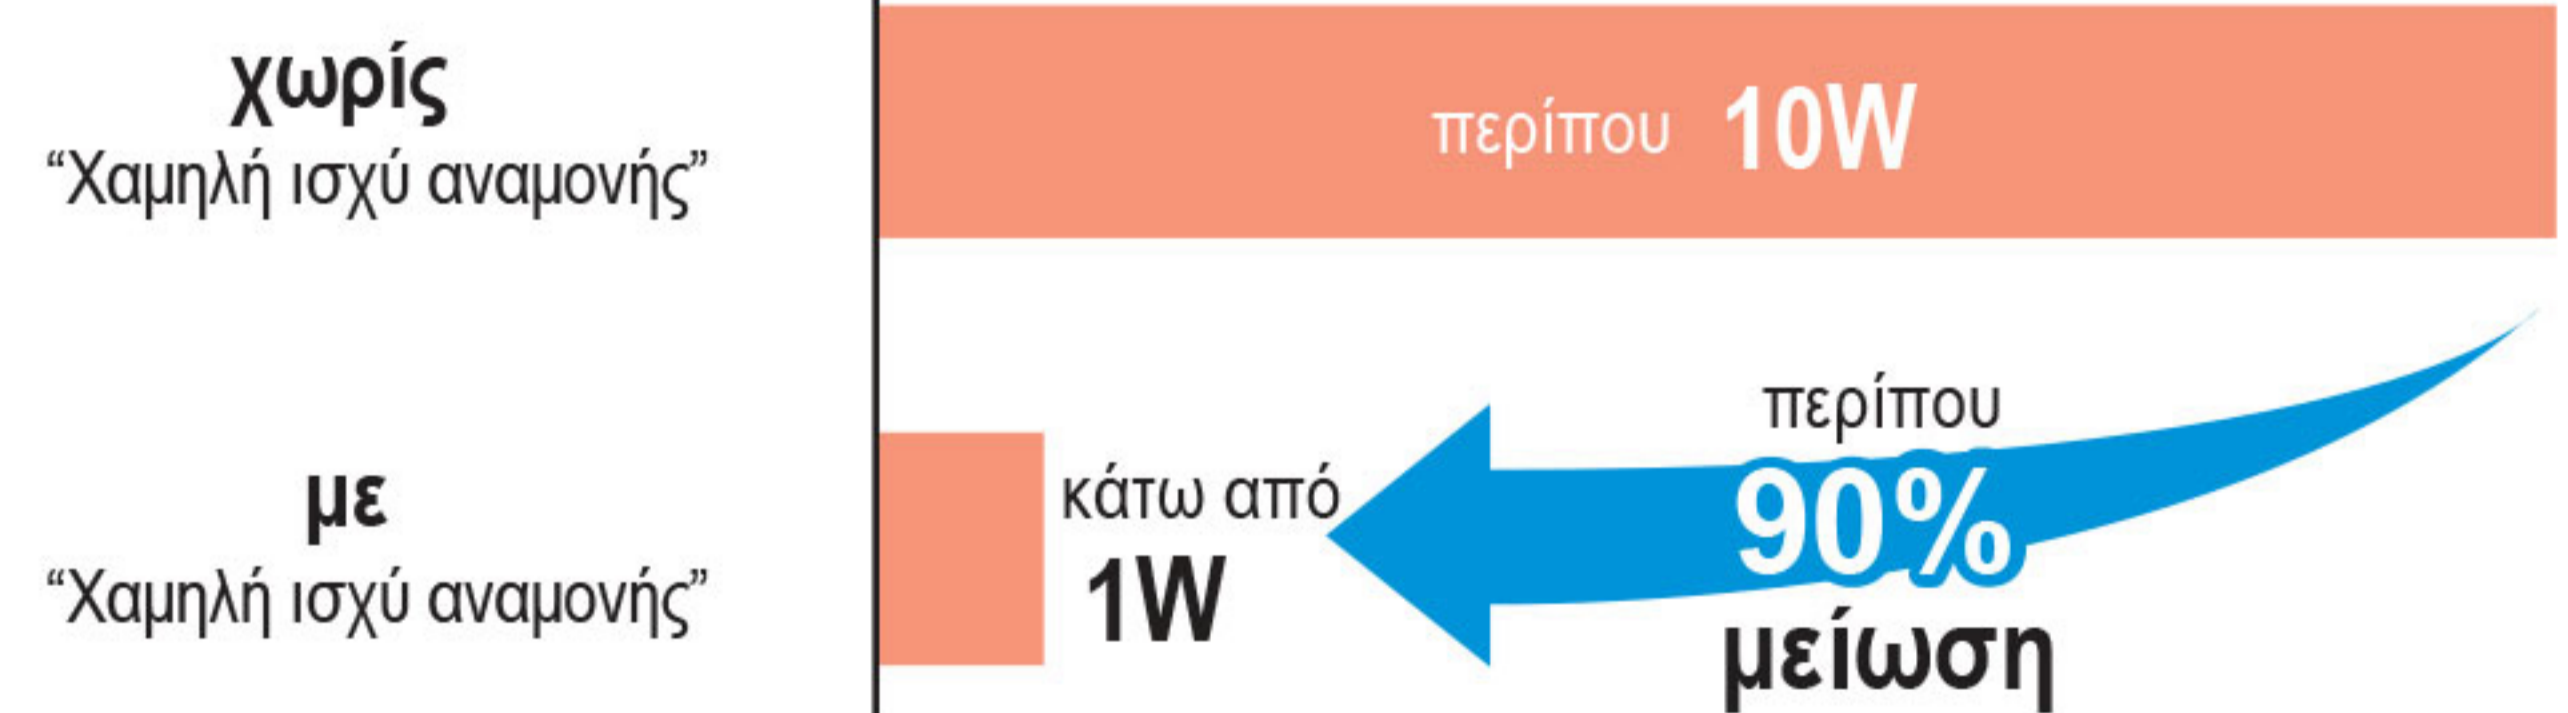 χωρίς
“Χαμηλή ισχύ αναμονής”
περίπου 10W
περίπου
90%
μείωση
με
“Χαμηλή ισχύ αναμονής”
κάτω από
1W